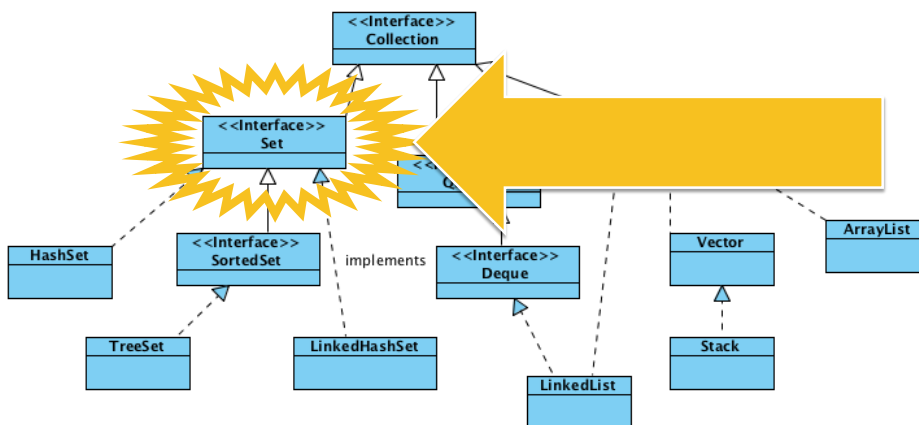 <<Interface>>
Collection
<<Interface>>
Set
ArrayList
<<Interface>>
SortedSet
Vector
HashSet
implements
<<Interface>>
Deque
TreeSet
LinkedHashSet
Stack
LinkedList